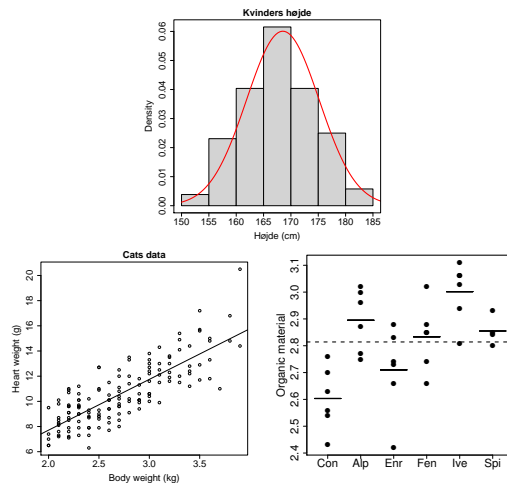 Kvinders højde
Density
0.00 0.01 0.02 0.03 0.04 0.05 0.06
150 155 160 165 170 175 180 185
Højde (cm)
Cats data
Heart weight (g)
6 8 10 12 14 16 18 20
2.0 2.5 3.0 3.5
Body weight (kg)
Organic material
2.4 2.5 2.6 2.7 2.8 2.9 3.0 3.1
Con Alp Enr Fen Ive Spi